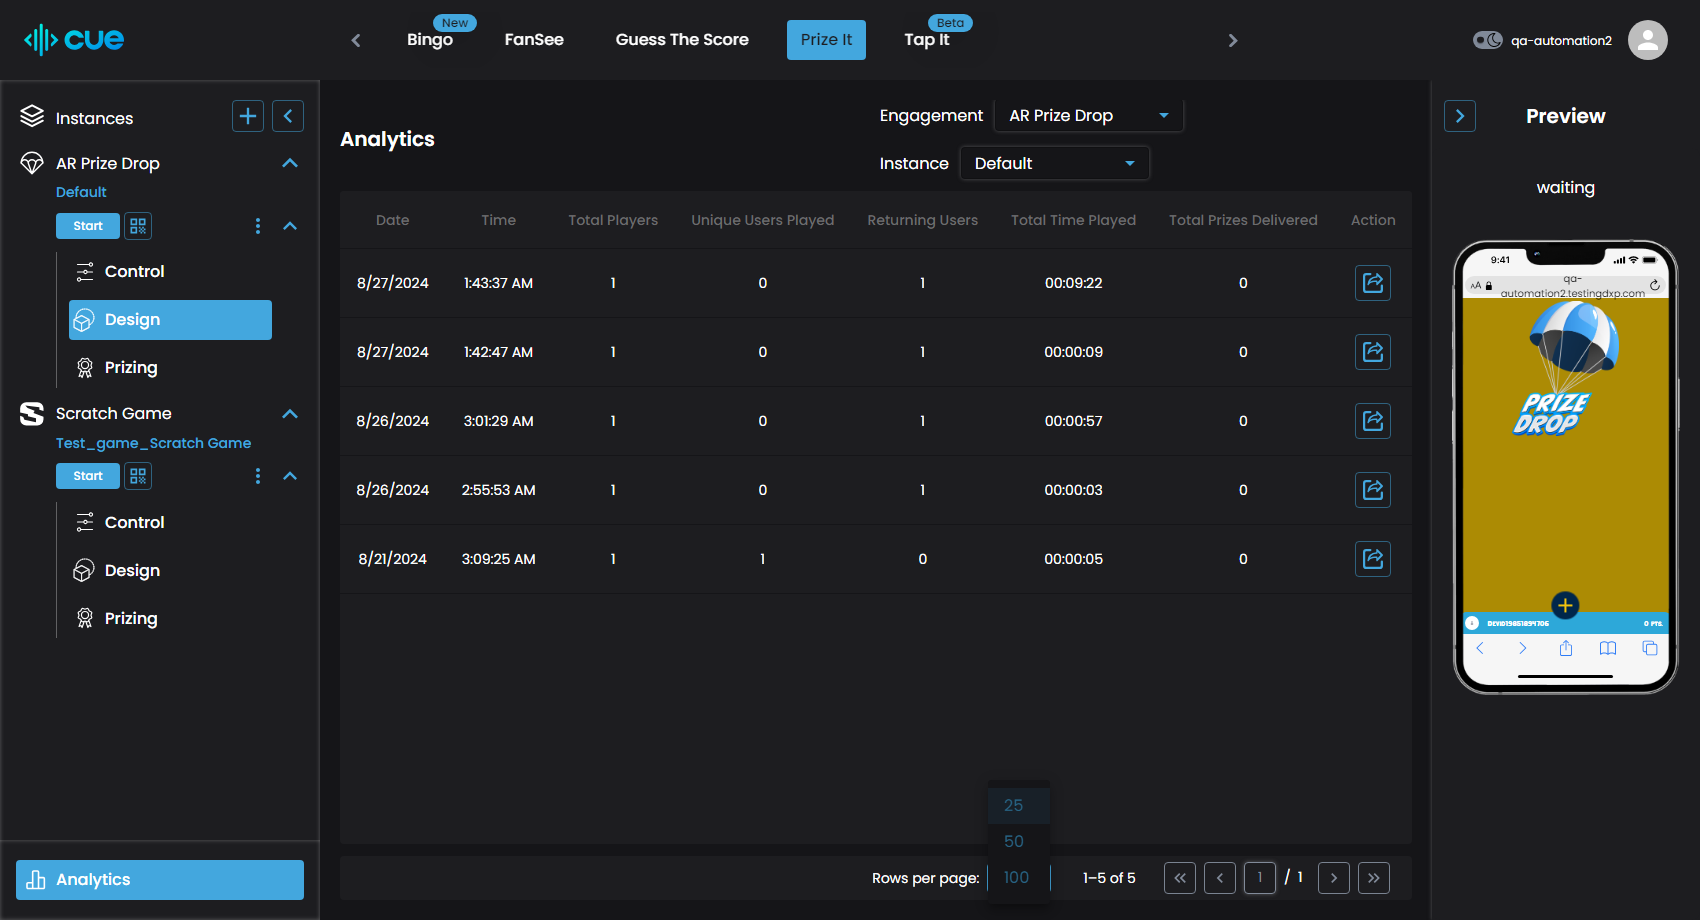 cue
New
Bingo
FanSee
Guess The Score
Prize It
Beta
Tap It
qa-automation2
Instances
AR Prize Drop
Default
Start
Control
Design
Prizing
Scratch Game
Test_game_Scratch Game
Start
Control
Design
Prizing
Analytics
Analytics
Engagement AR Prize Drop
Instance Default
Date Time Total Players Unique Users Played Returning Users Total Time Played Total Prizes Delivered Action
8/27/2024 1:43:37 AM 1 0 1 00:09:22 0
8/27/2024 1:42:47 AM 1 0 1 00:00:09 0
8/26/2024 3:01:29 AM 1 0 1 00:00:57 0
8/26/2024 2:55:53 AM 1 0 1 00:00:03 0
8/21/2024 3:09:25 AM 1 1 0 00:00:05 0
25
50
100
Rows per page:
1–5 of 5
1 / 1
Preview
waiting
9:41
AA
qa-
automation2.testingdxp.com
PRIZE
DROP
0 PTS.